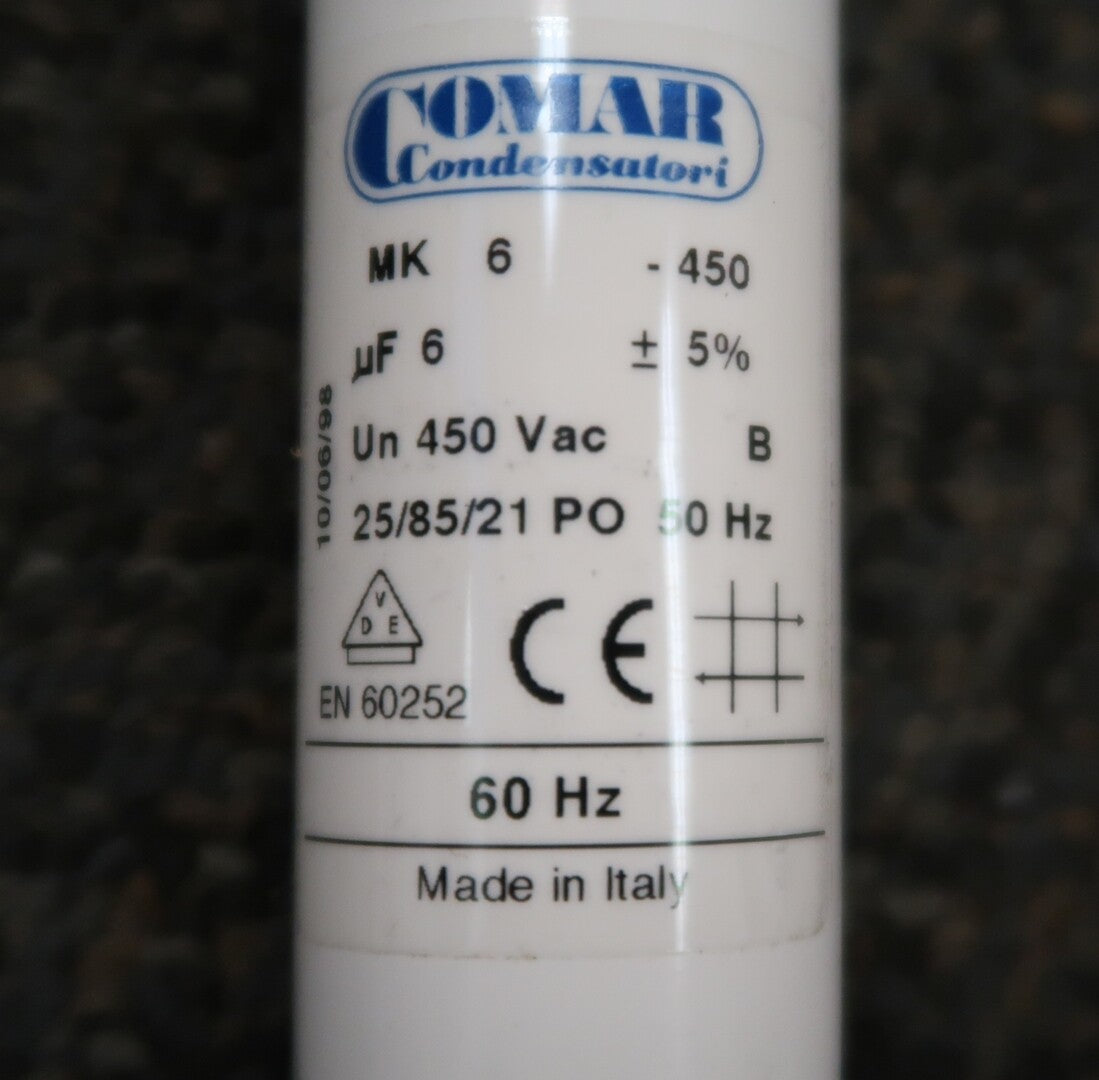 COMAR
Condensatori
MK 6 - 450
µF 6 ± 5%
Un 450 Vac B
25/85/21 PO 50 Hz
10/06/98
VDE
CE
EN 60252
60 Hz
Made in Italy